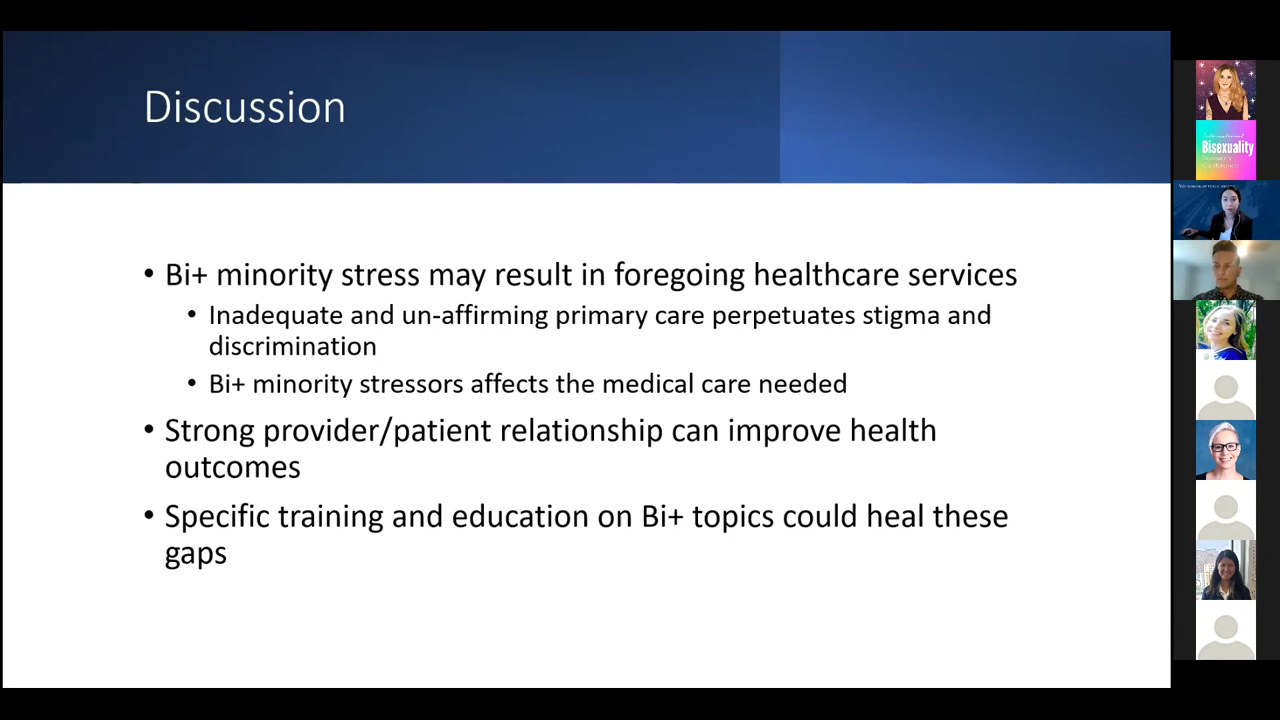 Discussion
• Bi+ minority stress may result in foregoing healthcare services
• Inadequate and un-affirming primary care perpetuates stigma and
discrimination
• Bi+ minority stressors affects the medical care needed
• Strong provider/patient relationship can improve health
outcomes
• Specific training and education on Bi+ topics could heal these
gaps
Bisexuality